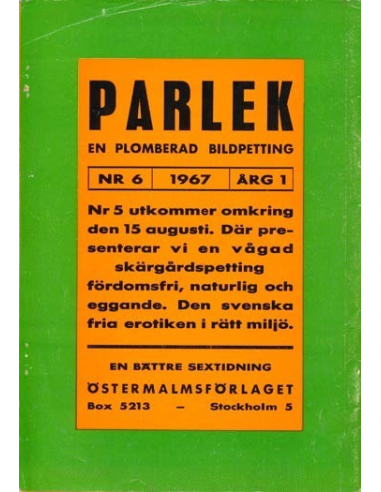 PARLEK
EN PLOMBERAD BILDPETTING
NR 6 1967 ÅRG 1
Nr 5 utkommer omkring
den 15 augusti. Där pre-
senterar vi en vågad
skärgårdspetting
fördomsfri, naturlig och
eggande. Den svenska
fria erotiken i rätt miljö.
EN BÄTTRE SEXTIDNING
ÖSTERMALMSFÖRLAGET
Box 5213 — Stockholm 5